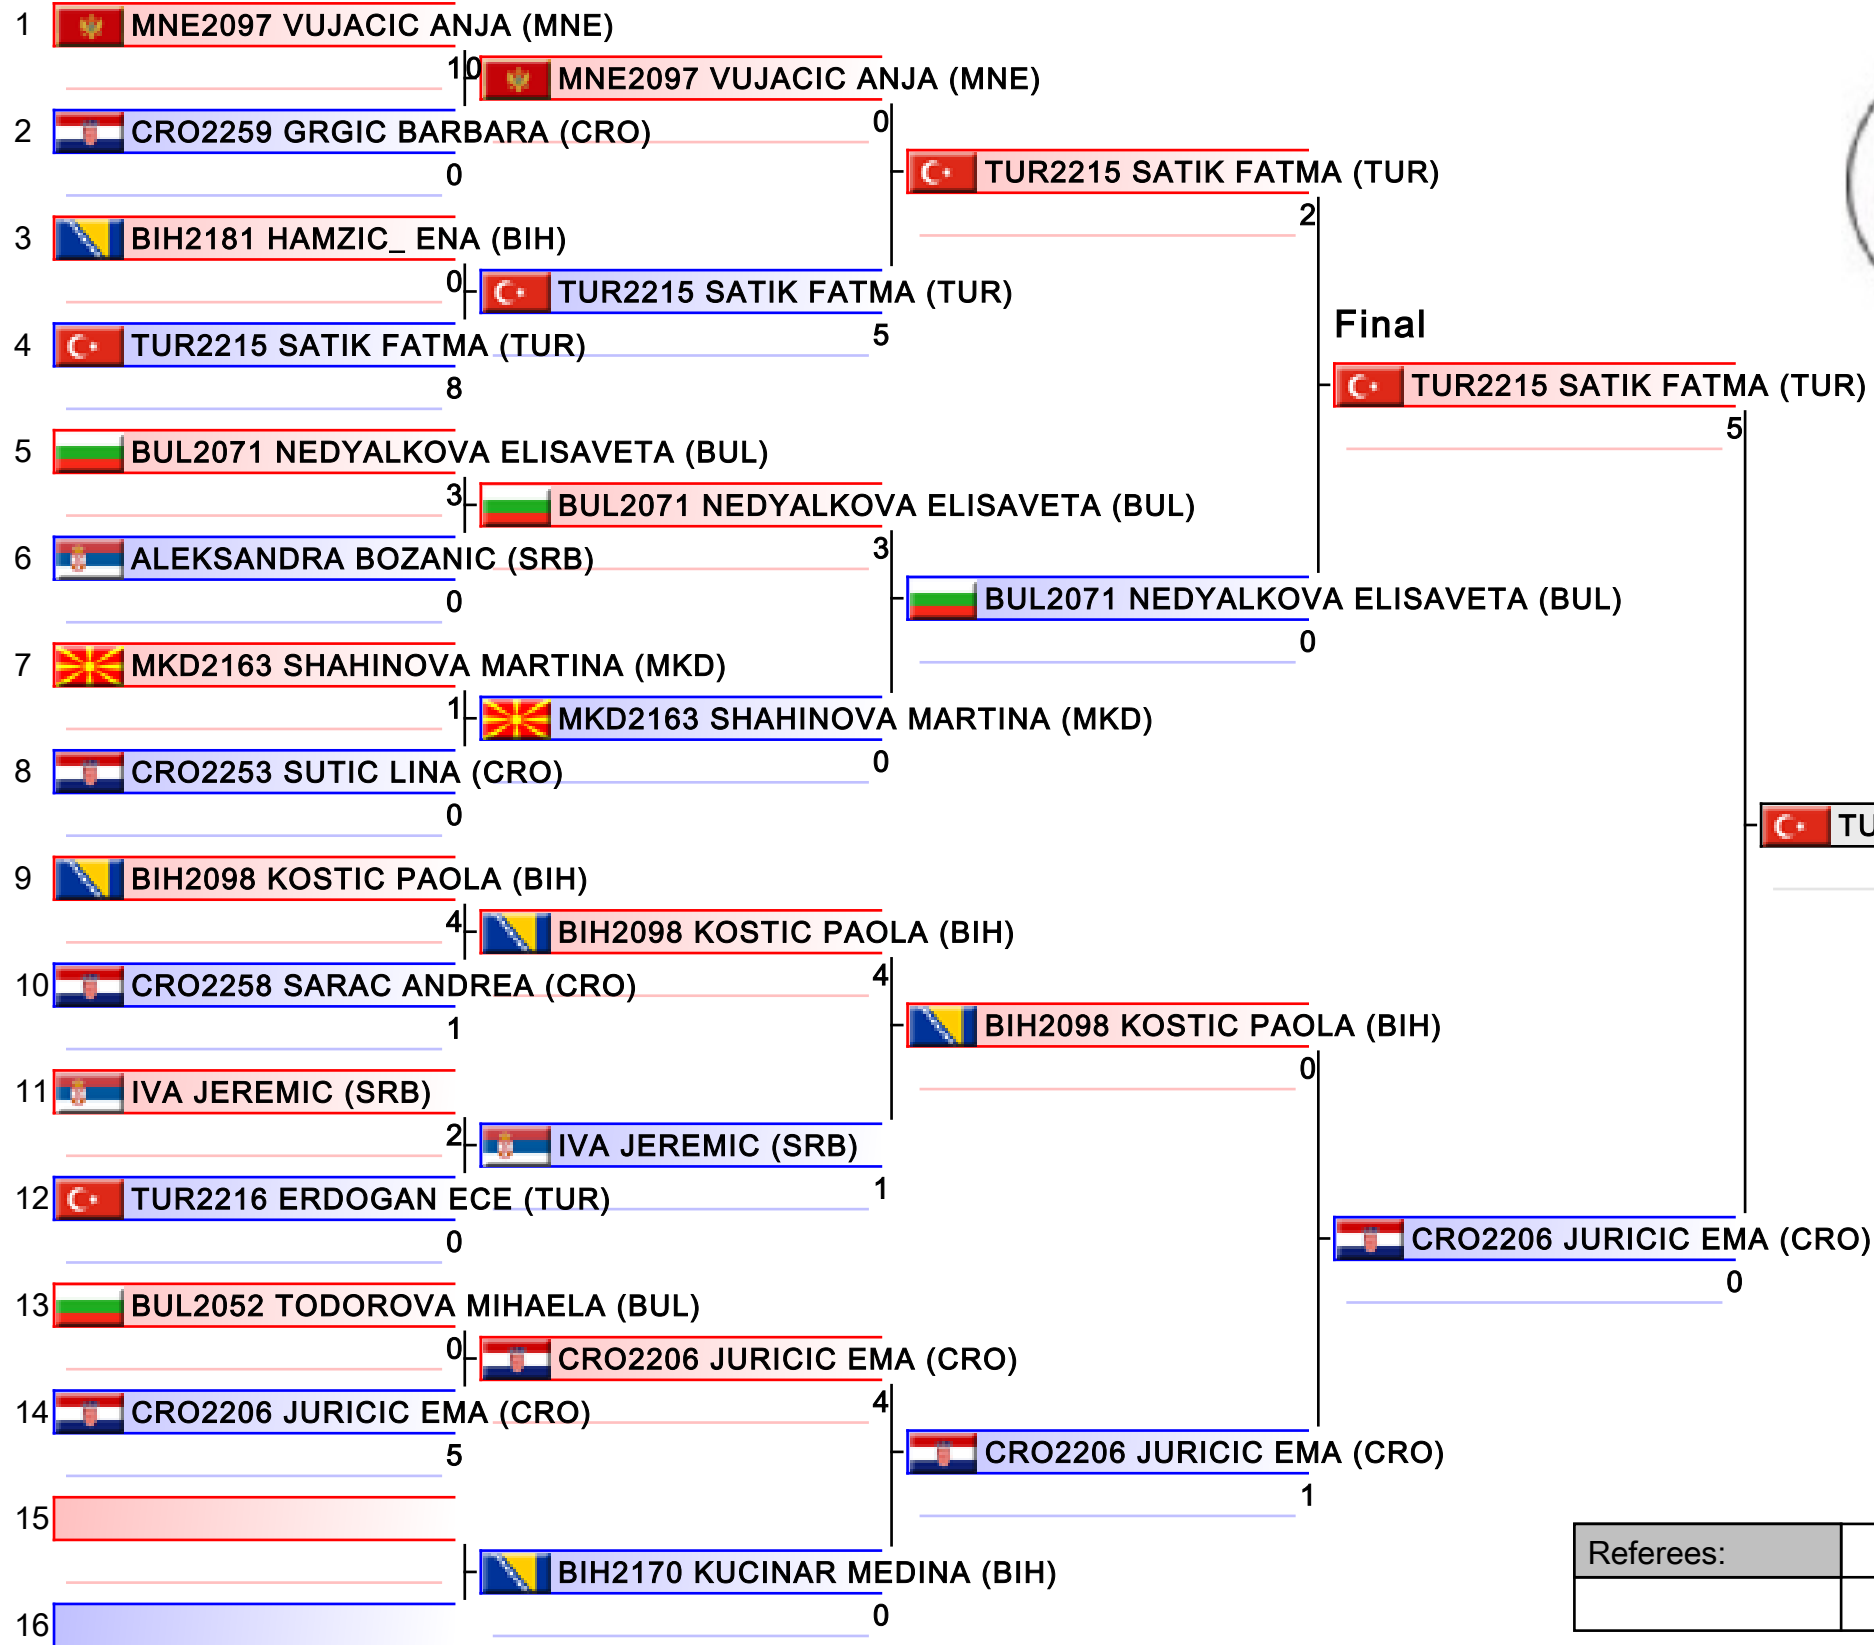 1 MNE2097 VUJACIC ANJA (MNE)
10
MNE2097 VUJACIC ANJA (MNE)
0
2 CRO2259 GRGIC BARBARA (CRO)
0
TUR2215 SATIK FATMA (TUR)
2
3 BIH2181 HAMZIC_ ENA (BIH)
0
TUR2215 SATIK FATMA (TUR)
5
4 TUR2215 SATIK FATMA (TUR)
8
Final
TUR2215 SATIK FATMA (TUR)
5
5 BUL2071 NEDYALKOVA ELISAVETA (BUL)
3
BUL2071 NEDYALKOVA ELISAVETA (BUL)
3
6 ALEKSANDRA BOZANIC (SRB)
0
BUL2071 NEDYALKOVA ELISAVETA (BUL)
0
7 MKD2163 SHAHINOVA MARTINA (MKD)
1
MKD2163 SHAHINOVA MARTINA (MKD)
0
8 CRO2253 SUTIC LINA (CRO)
0
TU
9 BIH2098 KOSTIC PAOLA (BIH)
4
BIH2098 KOSTIC PAOLA (BIH)
4
10 CRO2258 SARAC ANDREA (CRO)
1
BIH2098 KOSTIC PAOLA (BIH)
0
11 IVA JEREMIC (SRB)
2
IVA JEREMIC (SRB)
1
12 TUR2216 ERDOGAN ECE (TUR)
0
CRO2206 JURICIC EMA (CRO)
0
13 BUL2052 TODOROVA MIHAELA (BUL)
0
CRO2206 JURICIC EMA (CRO)
4
14 CRO2206 JURICIC EMA (CRO)
5
CRO2206 JURICIC EMA (CRO)
1
15
BIH2170 KUCINAR MEDINA (BIH)
0
16
Referees: